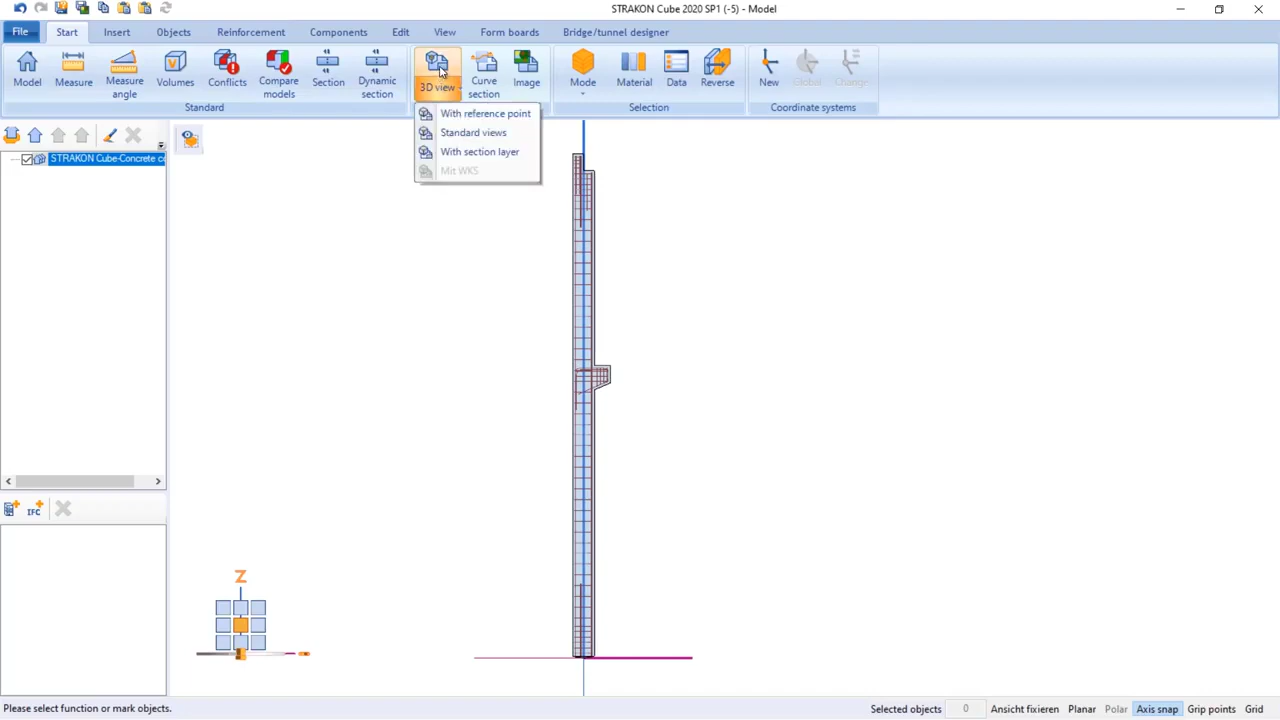 STRAKON Cube 2020 SP1 (-5) - Model
File Start Insert Objects Reinforcement Components Edit View Form boards Bridge/tunnel designer
Model
Measure
Measure
angle
Volumes
Conflicts
Compare
models
Section
Dynamic
section
3D view
Curve
section
Image
Mode
Material
Data
Reverse
New
Global
Change
Standard
Selection
Coordinate systems
With reference point
Standard views
With section layer
Mit WKS
STRAKON Cube-Concrete co
IFC
Z
Please select function or mark objects.
Selected objects 0 Ansicht fixieren Planar Polar Axis snap Grip points Grid